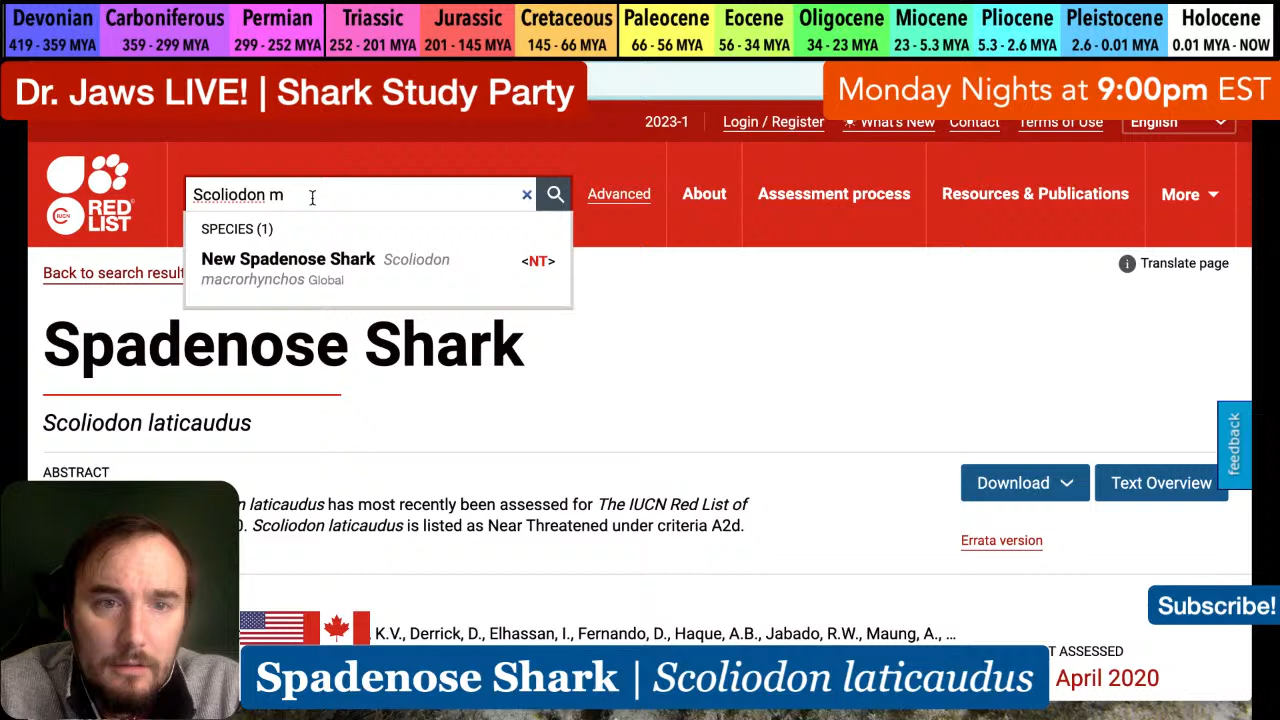 Devonian Carboniferous Permian Triassic Jurassic Cretaceous Paleocene Eocene Oligocene Miocene Pliocene Pleistocene Holocene
419 - 359 MYA 359 - 299 MYA 299 - 252 MYA 252 - 201 MYA 201 - 145 MYA 145 - 66 MYA 66 - 56 MYA 56 - 34 MYA 34 - 23 MYA 23 - 5.3 MYA 5.3 - 2.6 MYA 2.6 - 0.01 MYA 0.01 MYA - NOW
Dr. Jaws LIVE! | Shark Study Party
Monday Nights at 9:00pm EST
2023-1 Login / Register What's New Contact Terms of Use English
IUCN RED LIST
Scoliodon m
Advanced About Assessment process Resources & Publications More
SPECIES (1)
New Spadenose Shark Scoliodon <NT>
macrorhynchos Global
Back to search result
Translate page
Spadenose Shark
Scoliodon laticaudus
ABSTRACT
Download Text Overview
laticaudus has most recently been assessed for The IUCN Red List of
0. Scoliodon laticaudus is listed as Near Threatened under criteria A2d.
Errata version
feedback
Subscribe!
K.V., Derrick, D., Elhassan, I., Fernando, D., Haque, A.B., Jabado, R.W., Maung, A., ...
T ASSESSED
April 2020
Spadenose Shark | Scoliodon laticaudus